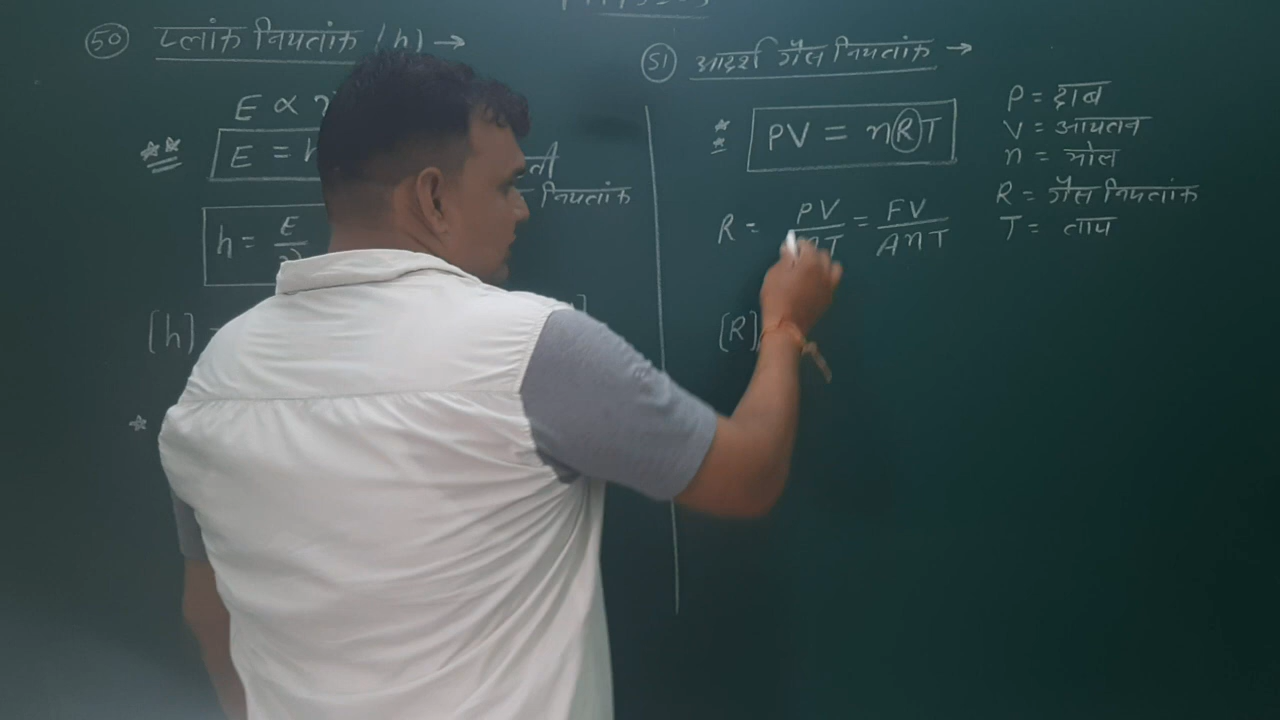 50 प्लांक नियतांक (h) →
E ∝
E = h
ती
नियतांक
h = E
[h]
51 आदर्श गैस नियतांक →
PV = nRT
R = PV/nT = FV/AnT
[R]
P = दाब
V = आयतन
n = मोल
R = गैस नियतांक
T = ताप